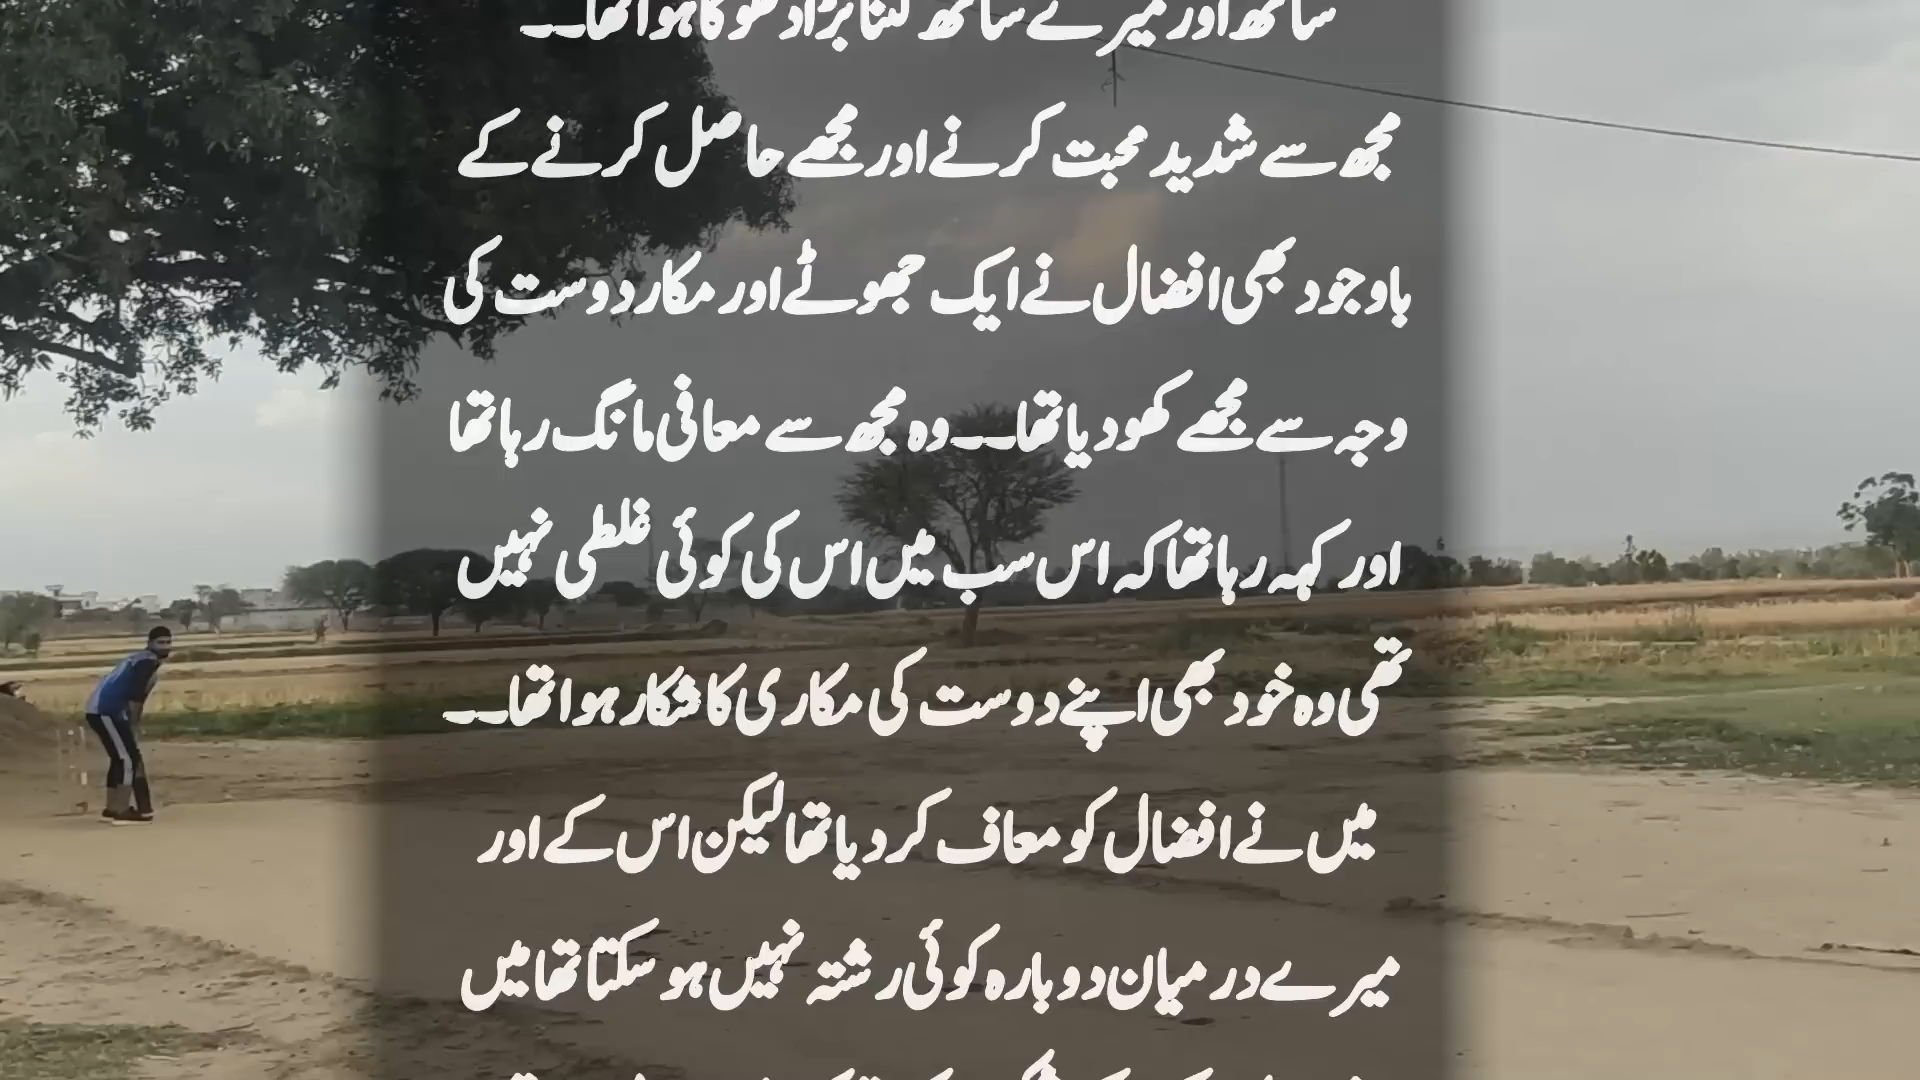 ساتھ اور میرے ساتھ کتنا بڑا دھوکا ہوا تھا۔۔
مجھ سے شدید محبت کرنے اور مجھے حاصل کرنے کے
باوجود بھی افضال نے ایک جھوٹے اور مکار دوست کی
وجہ سے مجھے کھو دیا تھا۔۔ وہ مجھ سے معافی مانگ رہا تھا
اور کہہ رہا تھا کہ اس سب میں اس کی کوئی غلطی نہیں
تھی وہ خود بھی اپنے دوست کی مکاری کا شکار ہوا تھا۔۔
میں نے افضال کو معاف کر دیا تھا لیکن اس کے اور
میرے درمیان دوبارہ کوئی رشتہ نہیں ہو سکتا تھا میں